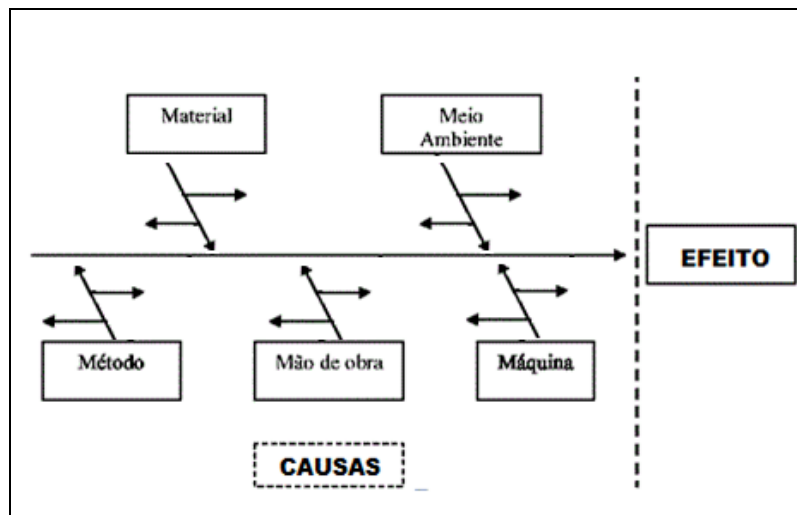 Material
Meio
Ambiente
EFEITO
Método
Mão de obra
Máquina
CAUSAS